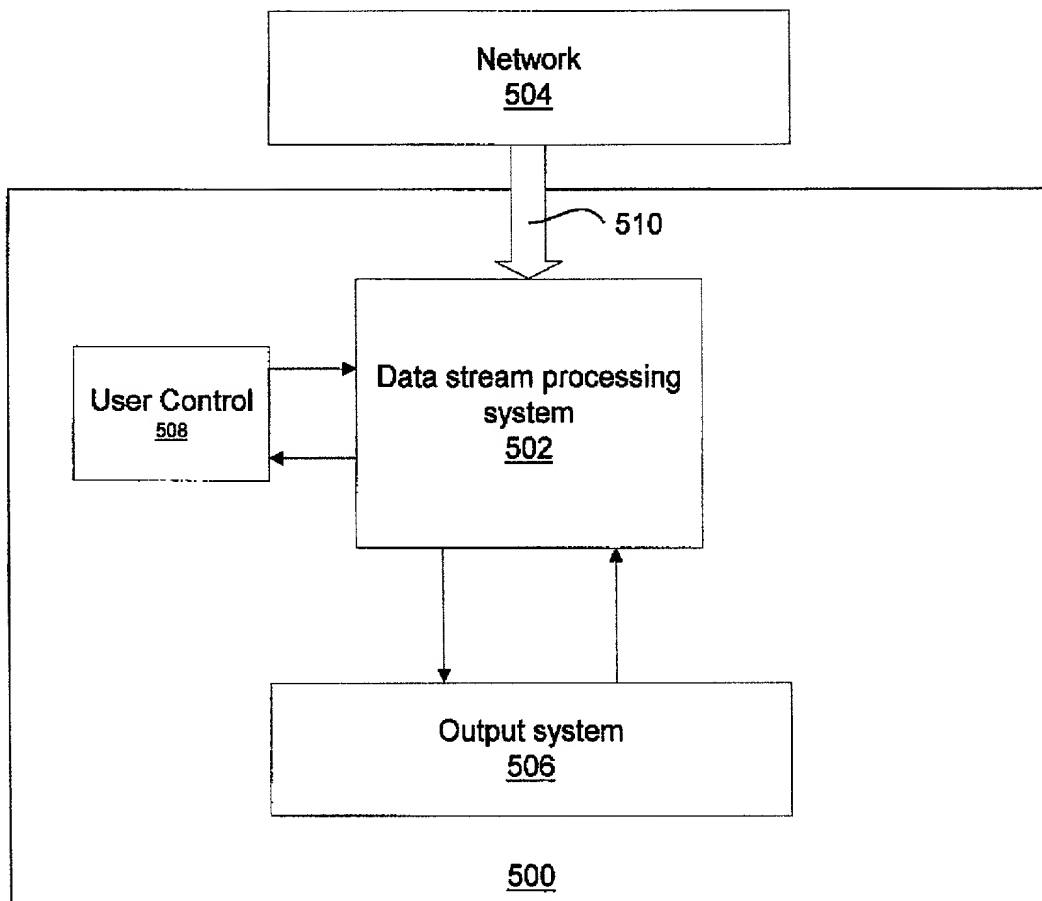 Network
504
510
Data stream processing
system
502
User Control
508
Output system
506
500